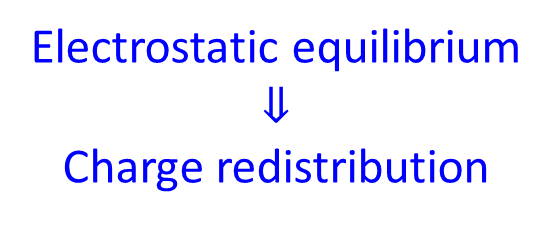 Electrostatic equilibrium
⇓
Charge redistribution